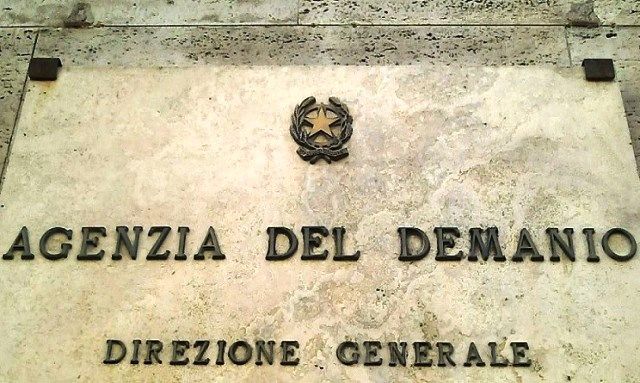 AGENZIA DEL DEMANIO
DIREZIONE GENERALE